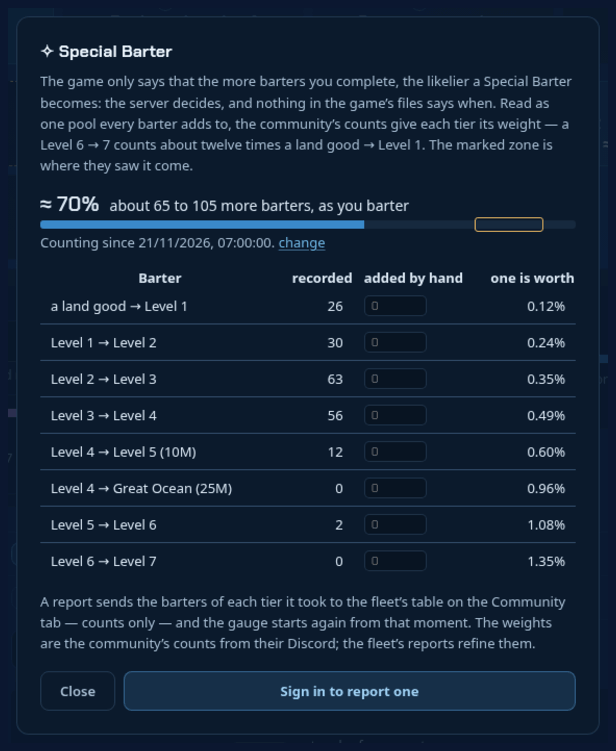 ✧ Special Barter
The game only says that the more barters you complete, the likelier a Special Barter
becomes: the server decides, and nothing in the game's files says when. Read as
one pool every barter adds to, the community's counts give each tier its weight — a
Level 6 → 7 counts about twelve times a land good → Level 1. The marked zone is
where they saw it come.
≈ 70% about 65 to 105 more barters, as you barter
Counting since 21/11/2026, 07:00:00. change
Barter recorded added by hand one is worth
a land good → Level 1 26 0 0.12%
Level 1 → Level 2 30 0 0.24%
Level 2 → Level 3 63 0 0.35%
Level 3 → Level 4 56 0 0.49%
Level 4 → Level 5 (10M) 12 0 0.60%
Level 4 → Great Ocean (25M) 0 0 0.96%
Level 5 → Level 6 2 0 1.08%
Level 6 → Level 7 0 0 1.35%
A report sends the barters of each tier it took to the fleet's table on the Community
tab — counts only — and the gauge starts again from that moment. The weights
are the community's counts from their Discord; the fleet's reports refine them.
Close Sign in to report one